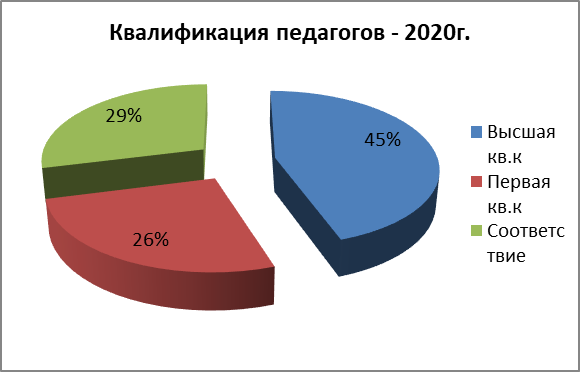 Квалификация педагогов - 2020г.
29%
45%
26%
Высшая
кв.к
Первая
кв.к
Соответс
твие